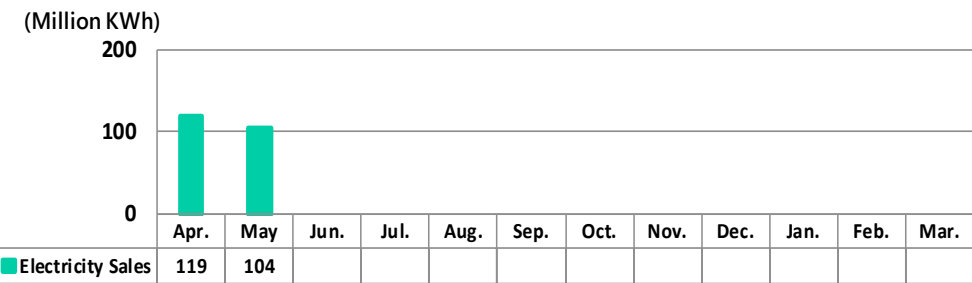 (Million KWh)
200
100
0
Apr. May Jun. Jul. Aug. Sep. Oct. Nov. Dec. Jan. Feb. Mar.
Electricity Sales 119 104